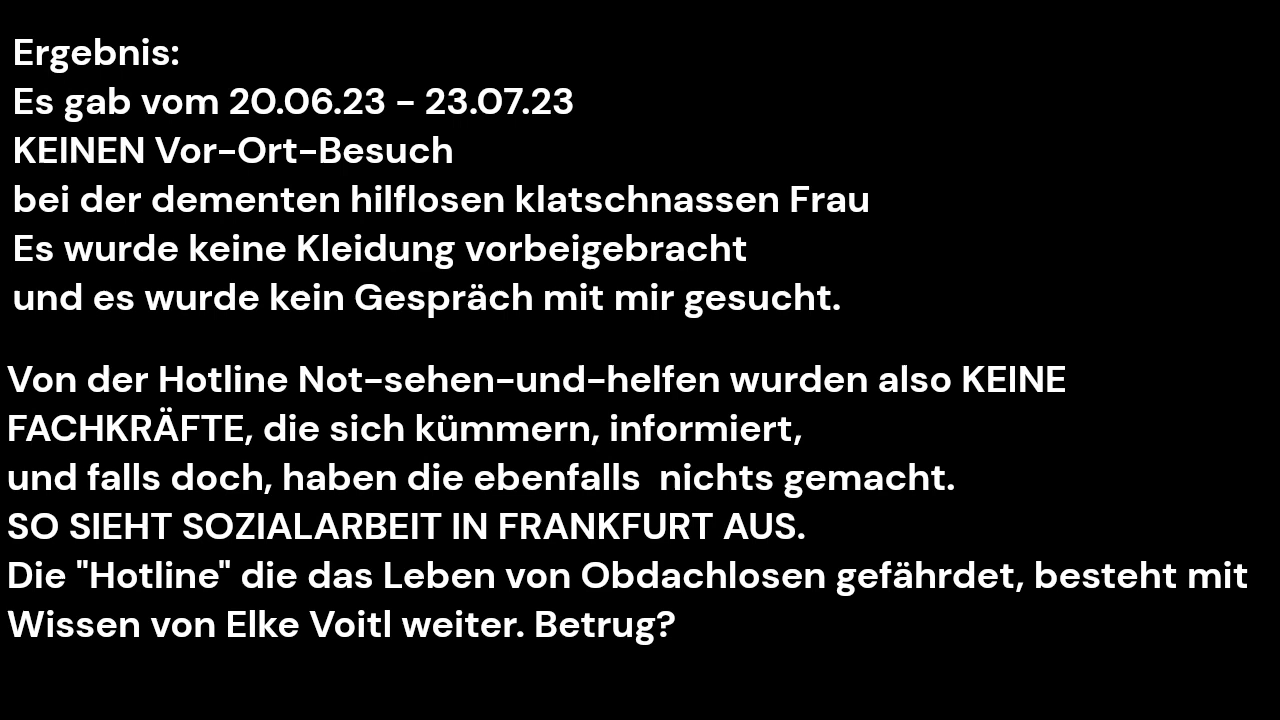 Ergebnis:
Es gab vom 20.06.23 - 23.07.23
KEINEN Vor-Ort-Besuch
bei der dementen hilflosen klatschnassen Frau
Es wurde keine Kleidung vorbeigebracht
und es wurde kein Gespräch mit mir gesucht.
Von der Hotline Not-sehen-und-helfen wurden also KEINE
FACHKRÄFTE, die sich kümmern, informiert,
und falls doch, haben die ebenfalls  nichts gemacht.
SO SIEHT SOZIALARBEIT IN FRANKFURT AUS.
Die "Hotline" die das Leben von Obdachlosen gefährdet, besteht mit
Wissen von Elke Voitl weiter. Betrug?